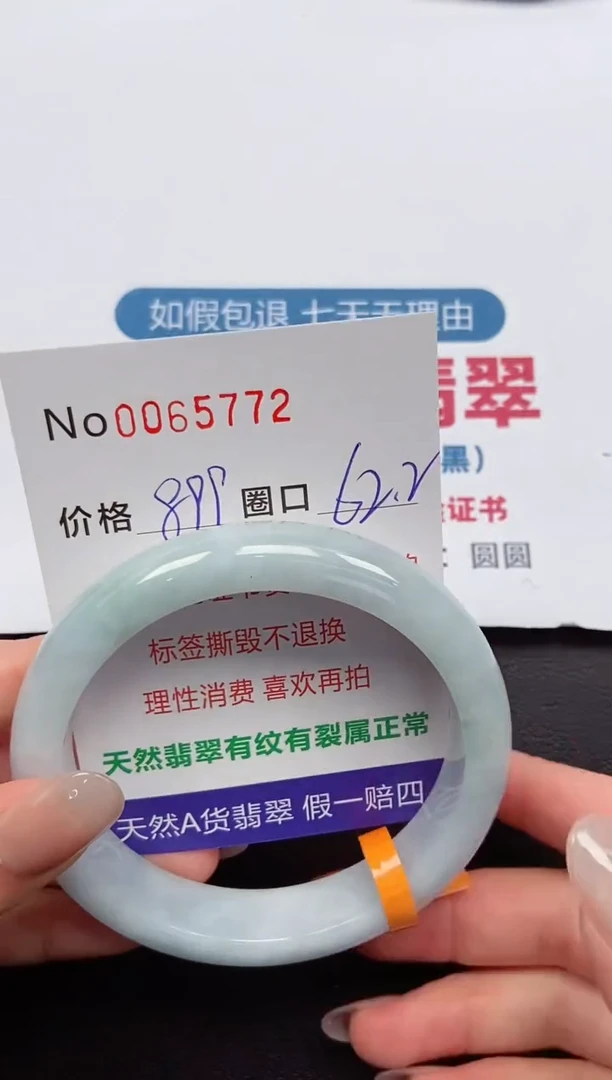 如假包退 七天无理由
翡翠
黑）
证书
圆圆
No0065772
价格 899 圈口 62.2
标签撕毁不退换
理性消费 喜欢再拍
天然翡翠有纹有裂属正常
天然A货翡翠 假一赔四